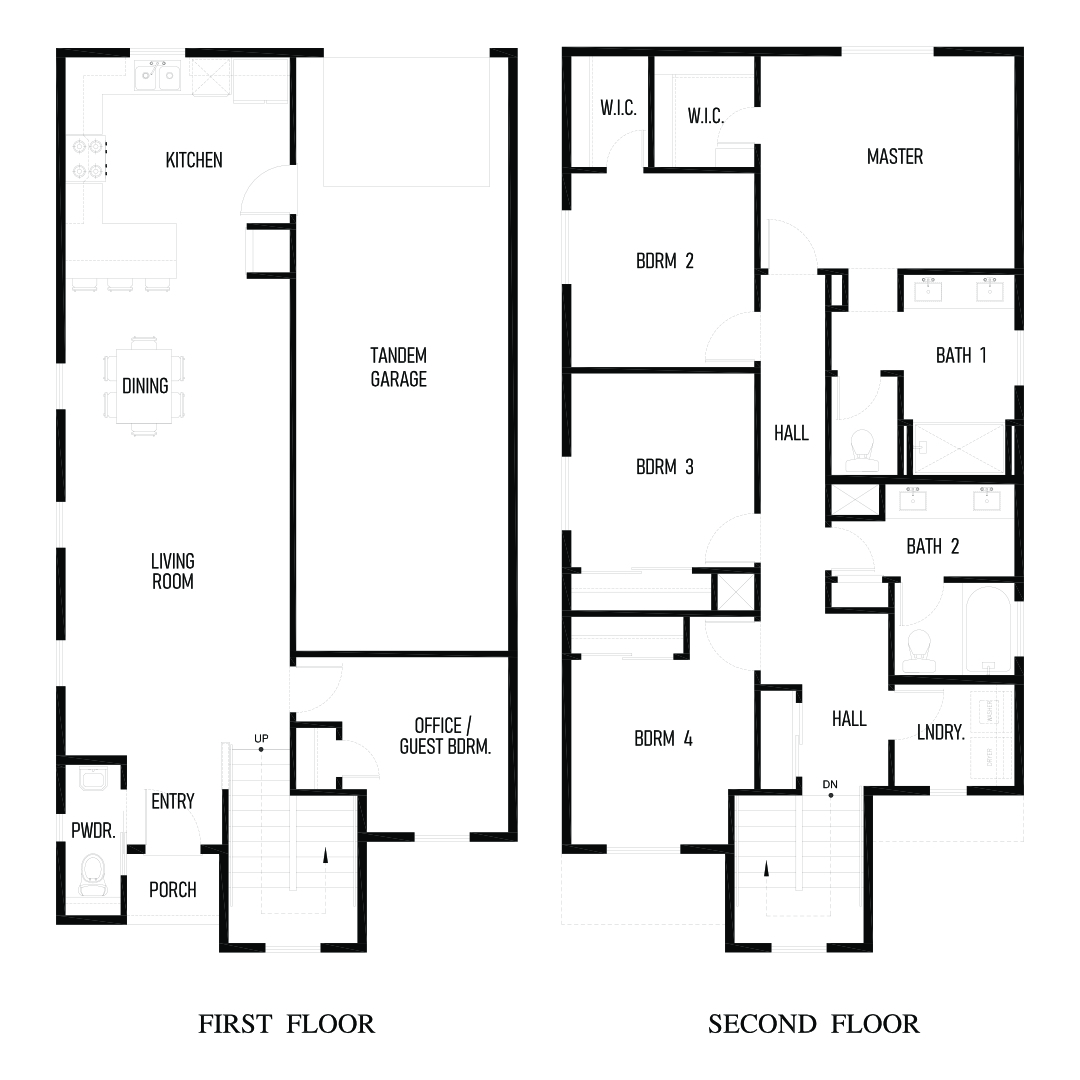 KITCHEN
TANDEM
GARAGE
DINING
LIVING
ROOM
OFFICE /
GUEST BDRM.
UP
ENTRY
PWDR.
PORCH
FIRST FLOOR
W.I.C.
W.I.C.
MASTER
BDRM 2
BATH 1
HALL
BDRM 3
BATH 2
BDRM 4
HALL
LNDRY.
WASHER
DRYER
DN
SECOND FLOOR